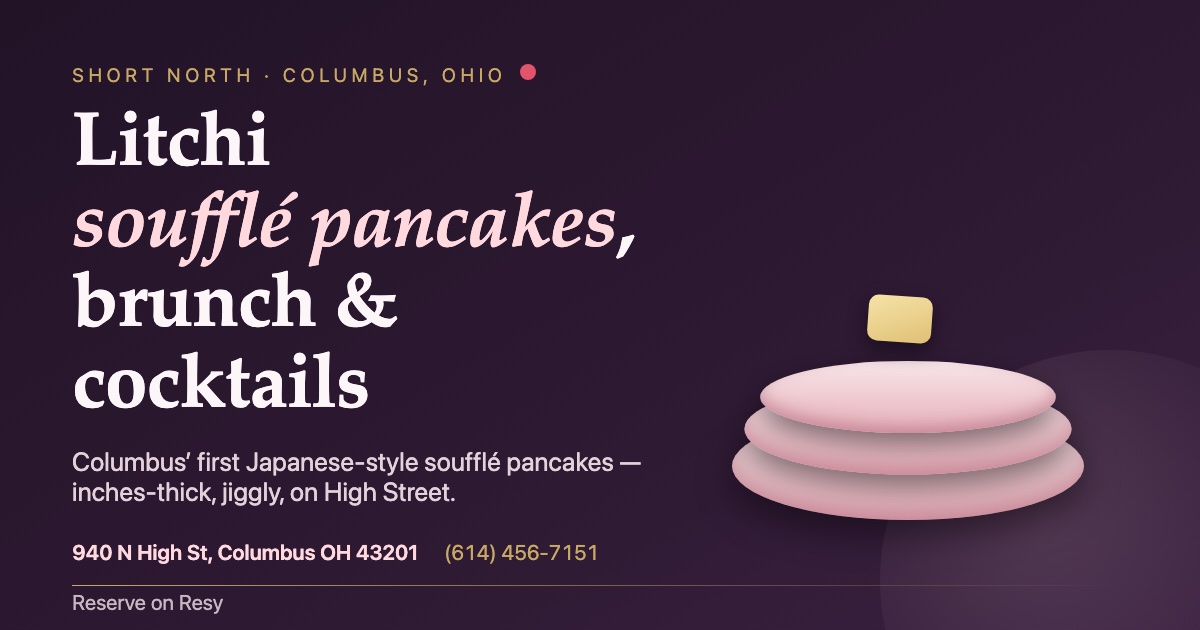 SHORT NORTH · COLUMBUS, OHIO
Litchi
soufflé pancakes,
brunch &
cocktails
Columbus’ first Japanese-style soufflé pancakes —
inches-thick, jiggly, on High Street.
940 N High St, Columbus OH 43201 (614) 456-7151
Reserve on Resy